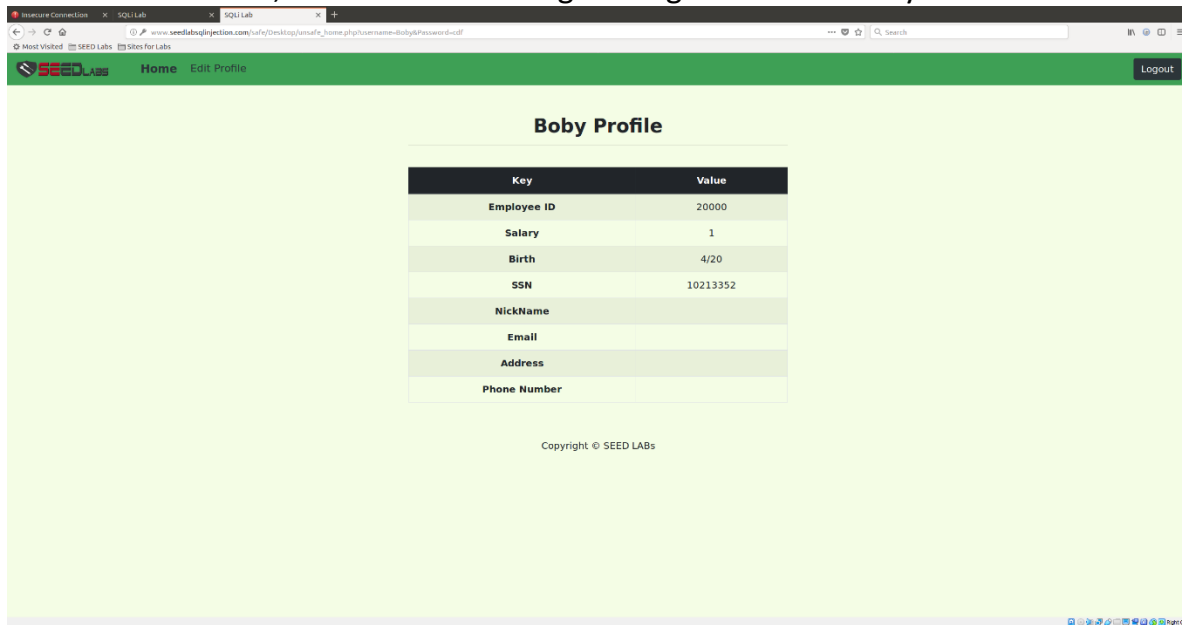 Insecure Connection × SQLi Lab × SQLi Lab × +
www.seedlabsqlinjection.com/safe/Desktop/unsafe_home.php?username=Boby&Password=cdf ••• Search
Most Visited SEED Labs Sites for Labs
SEEDLABS Home Edit Profile Logout
Boby Profile
Key Value
Employee ID 20000
Salary 1
Birth 4/20
SSN 10213352
NickName
Email
Address
Phone Number
Copyright © SEED LABs
Right